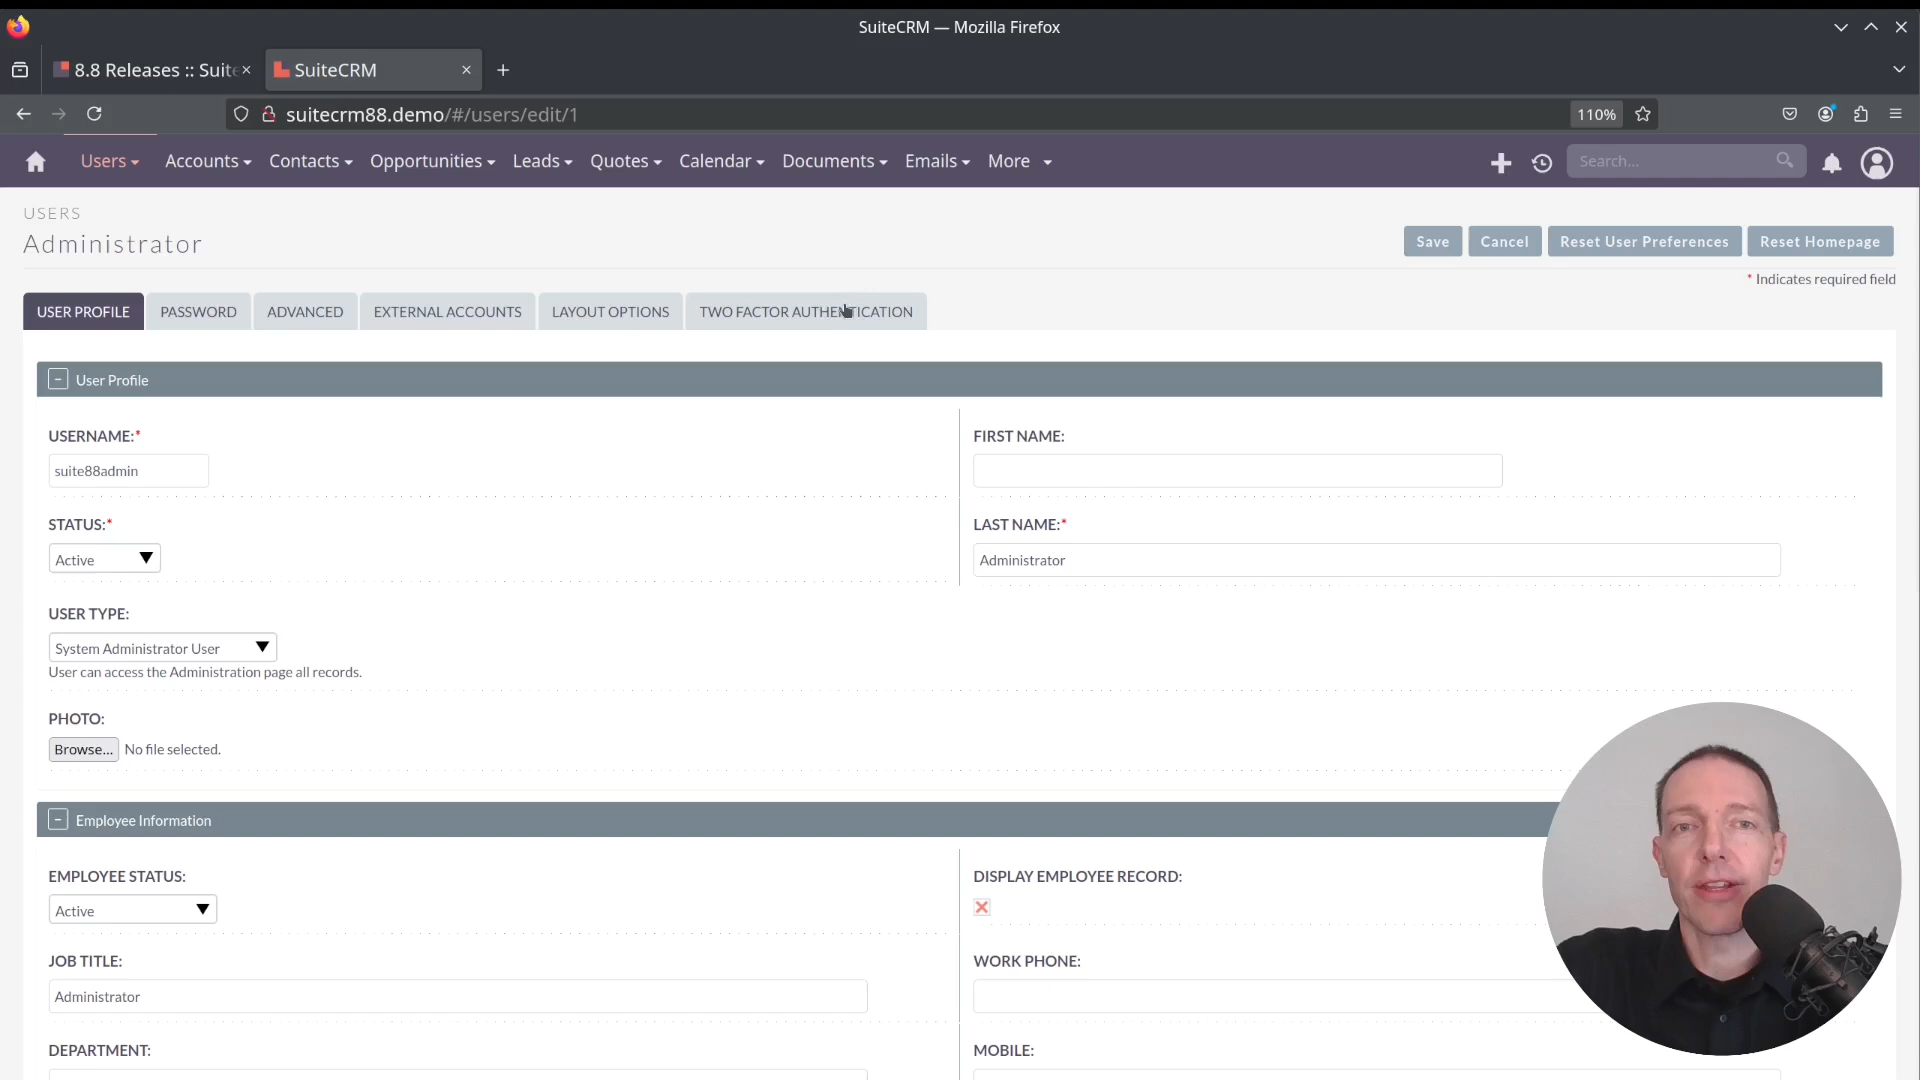 SuiteCRM — Mozilla Firefox
8.8 Releases :: Suite
SuiteCRM
suitecrm88.demo/#/users/edit/1
110%
Users
Accounts
Contacts
Opportunities
Leads
Quotes
Calendar
Documents
Emails
More
Search...
USERS
Administrator
Save
Cancel
Reset User Preferences
Reset Homepage
* Indicates required field
USER PROFILE
PASSWORD
ADVANCED
EXTERNAL ACCOUNTS
LAYOUT OPTIONS
TWO FACTOR AUTHENTICATION
User Profile
USERNAME:*
suite88admin
FIRST NAME:
STATUS:*
Active
LAST NAME:*
Administrator
USER TYPE:
System Administrator User
User can access the Administration page all records.
PHOTO:
Browse...
No file selected.
Employee Information
EMPLOYEE STATUS:
Active
DISPLAY EMPLOYEE RECORD:
JOB TITLE:
Administrator
WORK PHONE:
DEPARTMENT:
MOBILE: